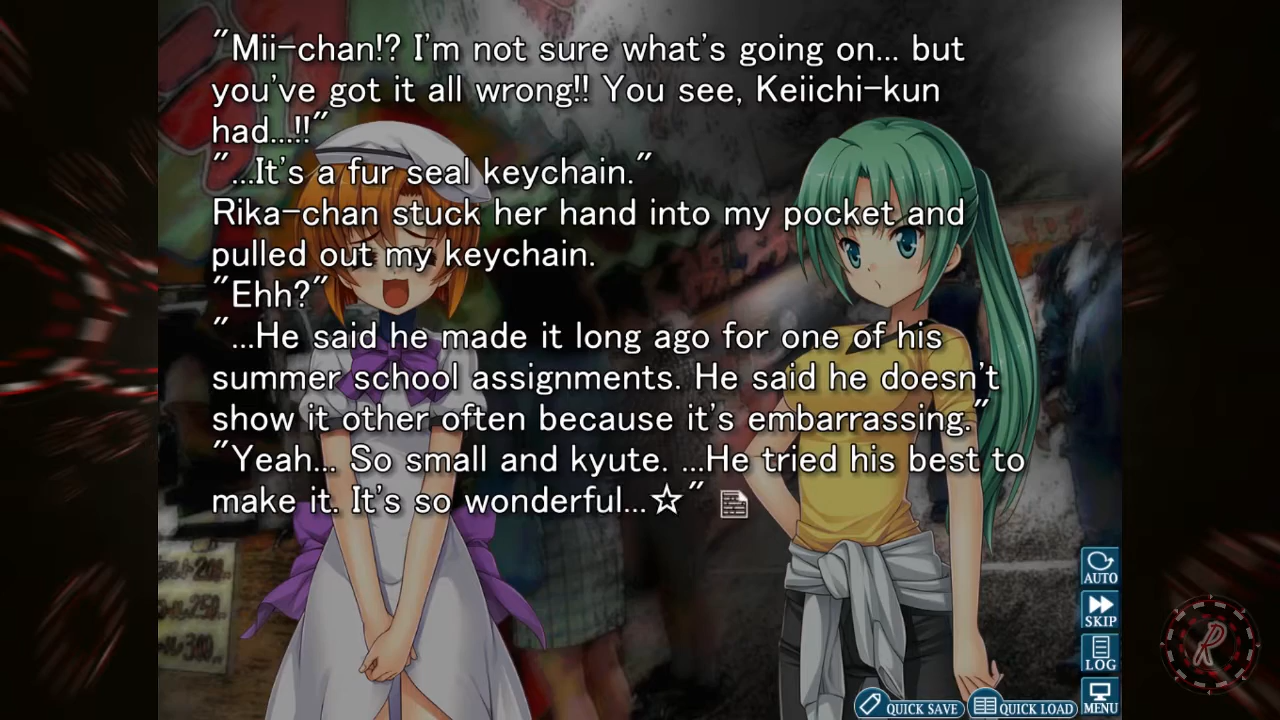 "Mii-chan!? I'm not sure what's going on... but
you've got it all wrong!! You see, Keiichi-kun
had...!!"
"...It's a fur seal keychain."
Rika-chan stuck her hand into my pocket and
pulled out my keychain.
"Ehh?"
"...He said he made it long ago for one of his
summer school assignments. He said he doesn't
show it other often because it's embarrassing."
"Yeah... So small and kyute. ...He tried his best to
make it. It's so wonderful...☆"
AUTO
SKIP
LOG
MENU
QUICK SAVE
QUICK LOAD
R